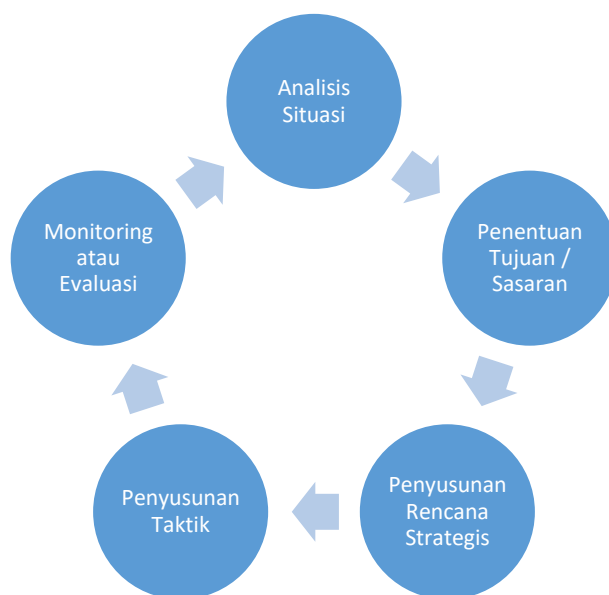 Analisis
Situasi
Penentuan
Tujuan /
Sasaran
Penyusunan
Rencana
Strategis
Penyusunan
Taktik
Monitoring
atau
Evaluasi